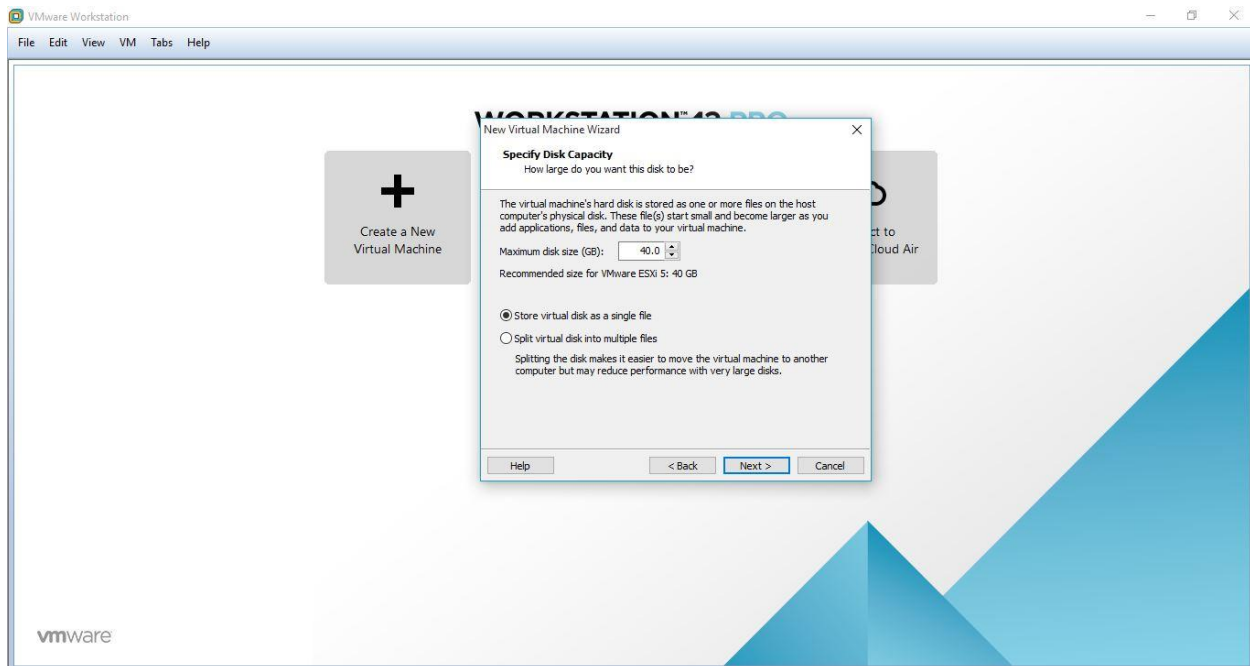 VMware Workstation
File Edit View VM Tabs Help
WORKSTATION™ 12 PRO
New Virtual Machine Wizard
Specify Disk Capacity
How large do you want this disk to be?
Create a New
Virtual Machine
ct to
Cloud Air
The virtual machine's hard disk is stored as one or more files on the host
computer's physical disk. These file(s) start small and become larger as you
add applications, files, and data to your virtual machine.
Maximum disk size (GB): 40.0
Recommended size for VMware ESXi 5: 40 GB
Store virtual disk as a single file
Split virtual disk into multiple files
Splitting the disk makes it easier to move the virtual machine to another
computer but may reduce performance with very large disks.
Help < Back Next > Cancel
vmware